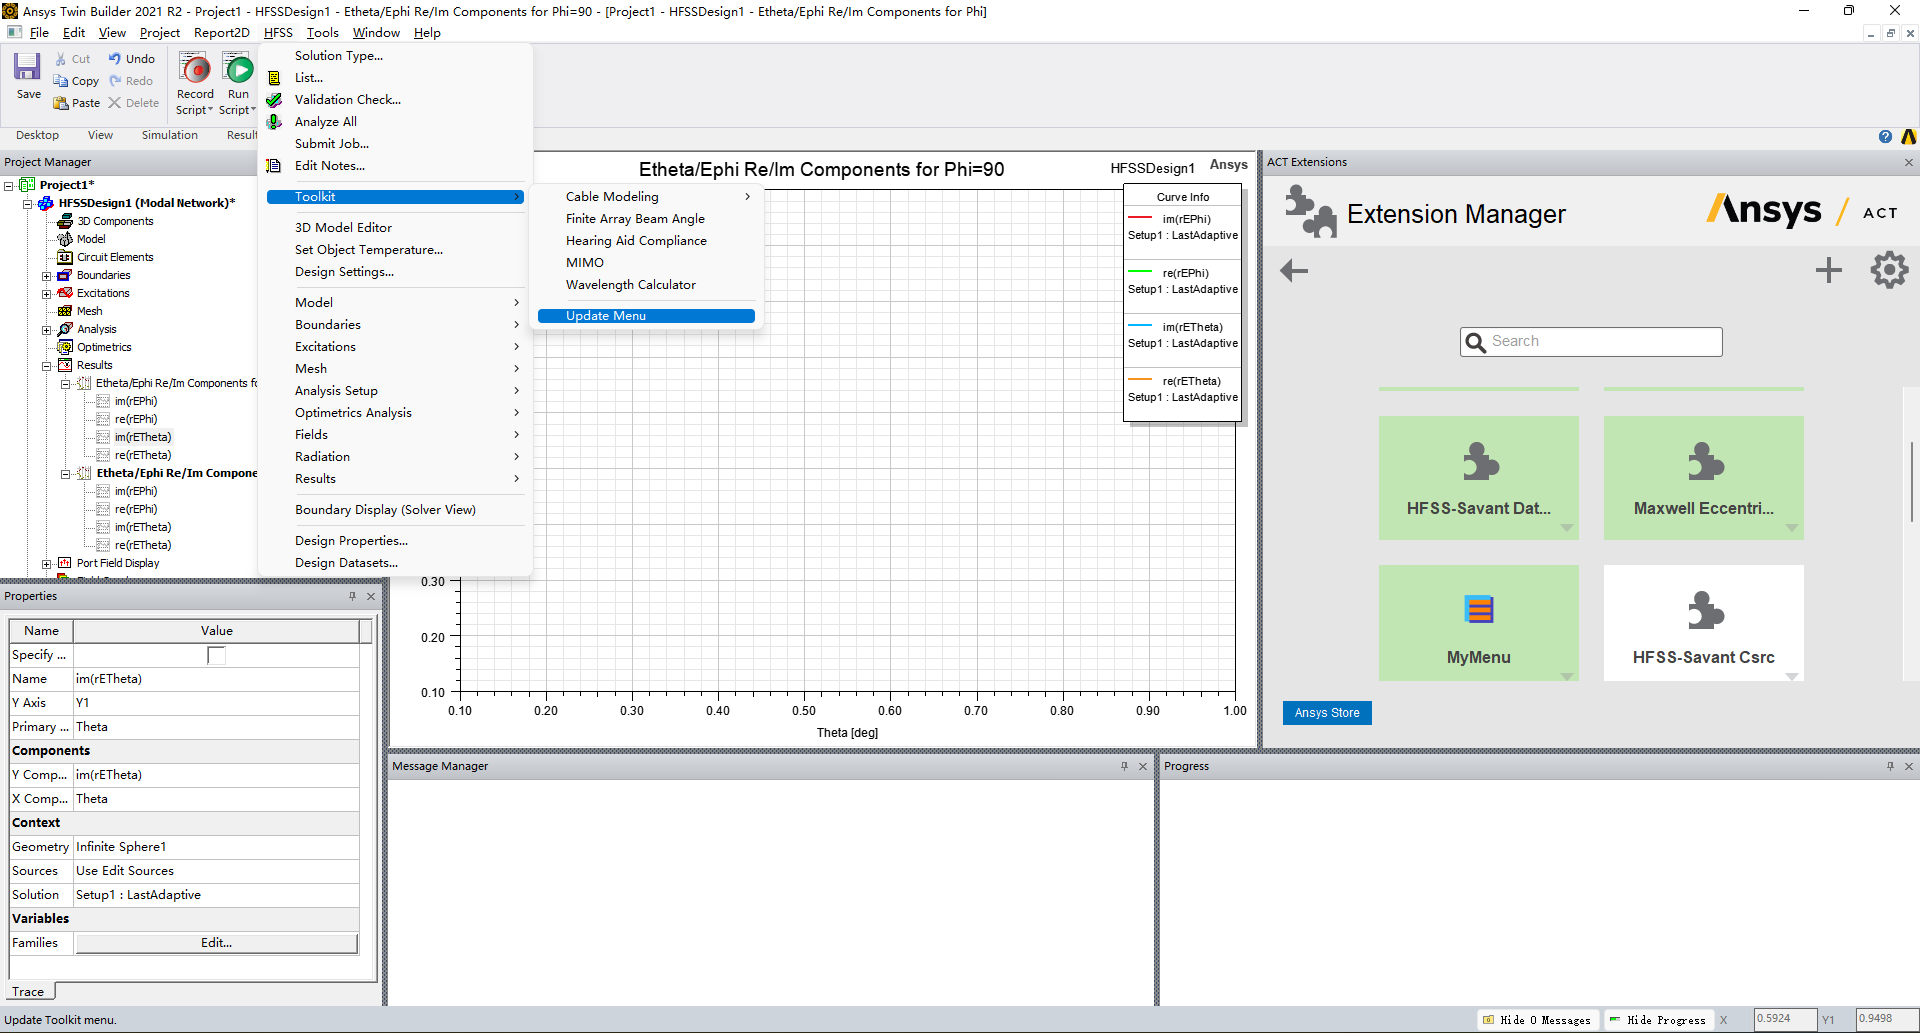 Ansys Twin Builder 2021 R2 - Project1 - HFSSDesign1 - Etheta/Ephi Re/Im Components for Phi=90 - [Project1 - HFSSDesign1 - Etheta/Ephi Re/Im Components for Phi]
File Edit View Project Report2D HFSS Tools Window Help
Save
Cut
Copy
Paste
Undo
Redo
Delete
Record Script
Run Script
Desktop View Simulation
Project Manager
Project1*
HFSSDesign1 (Modal Network)*
3D Components
Model
Circuit Elements
Boundaries
Excitations
Mesh
Analysis
Optimetrics
Results
Etheta/Ephi Re/Im Components
im(rEPhi)
re(rEPhi)
im(rETheta)
re(rETheta)
Etheta/Ephi Re/Im Compone
im(rEPhi)
re(rEPhi)
im(rETheta)
re(rETheta)
Port Field Display
Solution Type...
List...
Validation Check...
Analyze All
Submit Job...
Edit Notes...
Toolkit
3D Model Editor
Set Object Temperature...
Design Settings...
Model
Boundaries
Excitations
Mesh
Analysis Setup
Optimetrics Analysis
Fields
Radiation
Results
Boundary Display (Solver View)
Design Properties...
Design Datasets...
Cable Modeling
Finite Array Beam Angle
Hearing Aid Compliance
MIMO
Wavelength Calculator
Update Menu
Etheta/Ephi Re/Im Components for Phi=90
HFSSDesign1 Ansys
Curve Info
im(rEPhi)
Setup1 : LastAdaptive
re(rEPhi)
Setup1 : LastAdaptive
im(rETheta)
Setup1 : LastAdaptive
re(rETheta)
Setup1 : LastAdaptive
0.30
0.20
0.10
0.10 0.20 0.30 0.40 0.50 0.60 0.70 0.80 0.90 1.00
Theta [deg]
ACT Extensions
Extension Manager
Ansys / ACT
Search
HFSS-Savant Dat...
Maxwell Eccentri...
MyMenu
HFSS-Savant Csrc
Ansys Store
Properties
Name Value
Specify ...
Name im(rETheta)
Y Axis Y1
Primary ... Theta
Components
Y Comp... im(rETheta)
X Comp... Theta
Context
Geometry Infinite Sphere1
Sources Use Edit Sources
Solution Setup1 : LastAdaptive
Variables
Families Edit...
Trace
Message Manager
Progress
Update Toolkit menu.
Hide 0 Messages Hide Progress X 0.5924 Y1 0.9498